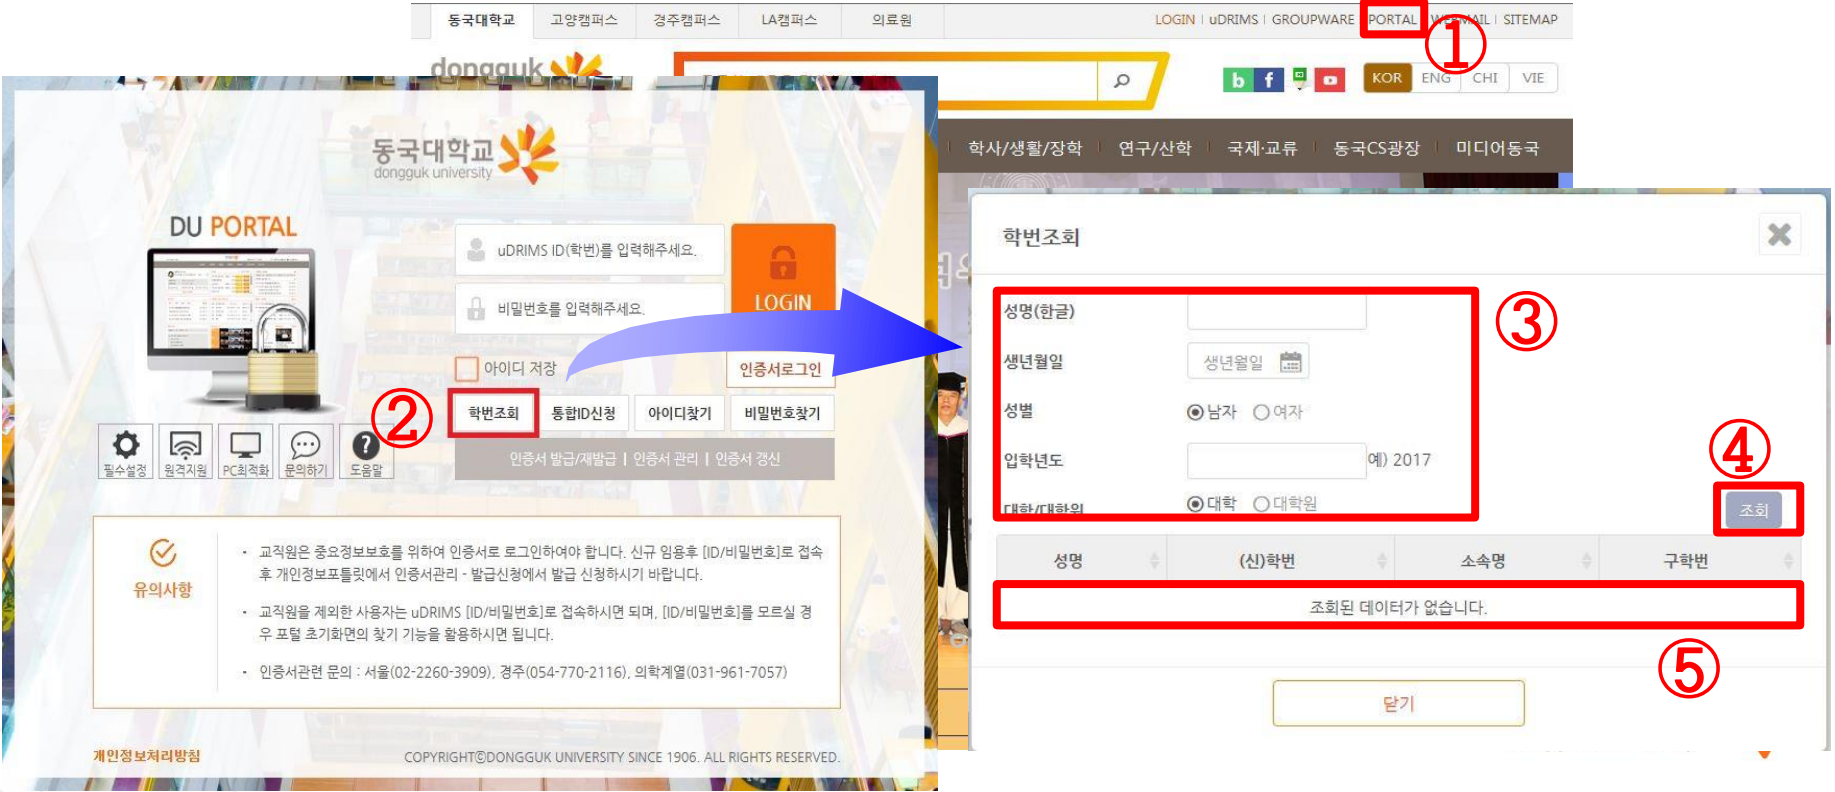 동국대학교 고양캠퍼스 경주캠퍼스 LA캠퍼스 의료원 LOGIN | uDRIMS | GROUPWARE PORTAL WEBMAIL | SITEMAP
①
dongguk
KOR ENG CHI VIE
학사/생활/장학 연구/산학 국제·교류 동국CS광장 미디어동국
동국대학교
dongguk university
DU PORTAL
uDRIMS ID(학번)를 입력해주세요.
비밀번호를 입력해주세요.
LOGIN
아이디 저장
인증서로그인
②
학번조회 통합ID신청 아이디찾기 비밀번호찾기
인증서 발급/재발급 | 인증서 관리 | 인증서 갱신
필수설정 원격지원 PC최적화 문의하기 도움말
유의사항
· 교직원은 중요정보보호를 위하여 인증서로 로그인하여야 합니다. 신규 임용후 [ID/비밀번호]로 접속
후 개인정보포틀릿에서 인증서관리 - 발급신청에서 발급 신청하시기 바랍니다.
· 교직원을 제외한 사용자는 uDRIMS [ID/비밀번호]로 접속하시면 되며, [ID/비밀번호]를 모르실 경
우 포털 초기화면의 찾기 기능을 활용하시면 됩니다.
· 인증서관련 문의 : 서울(02-2260-3909), 경주(054-770-2116), 의학계열(031-961-7057)
개인정보처리방침
COPYRIGHTⓒDONGGUK UNIVERSITY SINCE 1906. ALL RIGHTS RESERVED.
학번조회
③
성명(한글)
생년월일 생년월일
성별 남자 여자
입학년도 예) 2017
대학/대학원 대학 대학원
④
조회
성명 (신)학번 소속명 구학번
조회된 데이터가 없습니다.
⑤
닫기